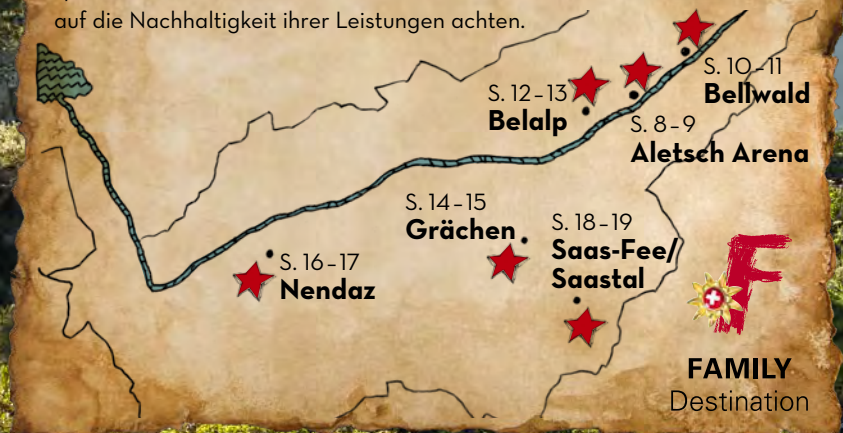 auf die Nachhaltigkeit ihrer Leistungen achten.
S. 10–11
Bellwald
S. 12–13
Belalp
S. 8–9
Aletsch Arena
S. 14–15
Grächen
S. 18–19
Saas-Fee/
Saastal
S. 16–17
Nendaz
F
FAMILY
Destination